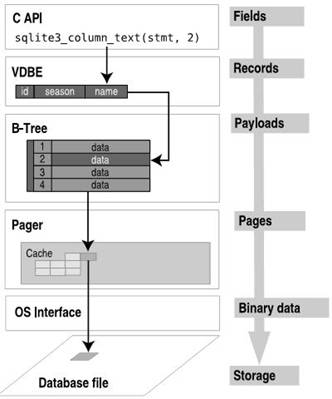 C API
sqlite3_column_text(stmt, 2)
VDBE
id season name
B-Tree
1 data
2 data
3 data
4 data
Pager
Cache
OS Interface
Database file
Fields
Records
Payloads
Pages
Binary data
Storage